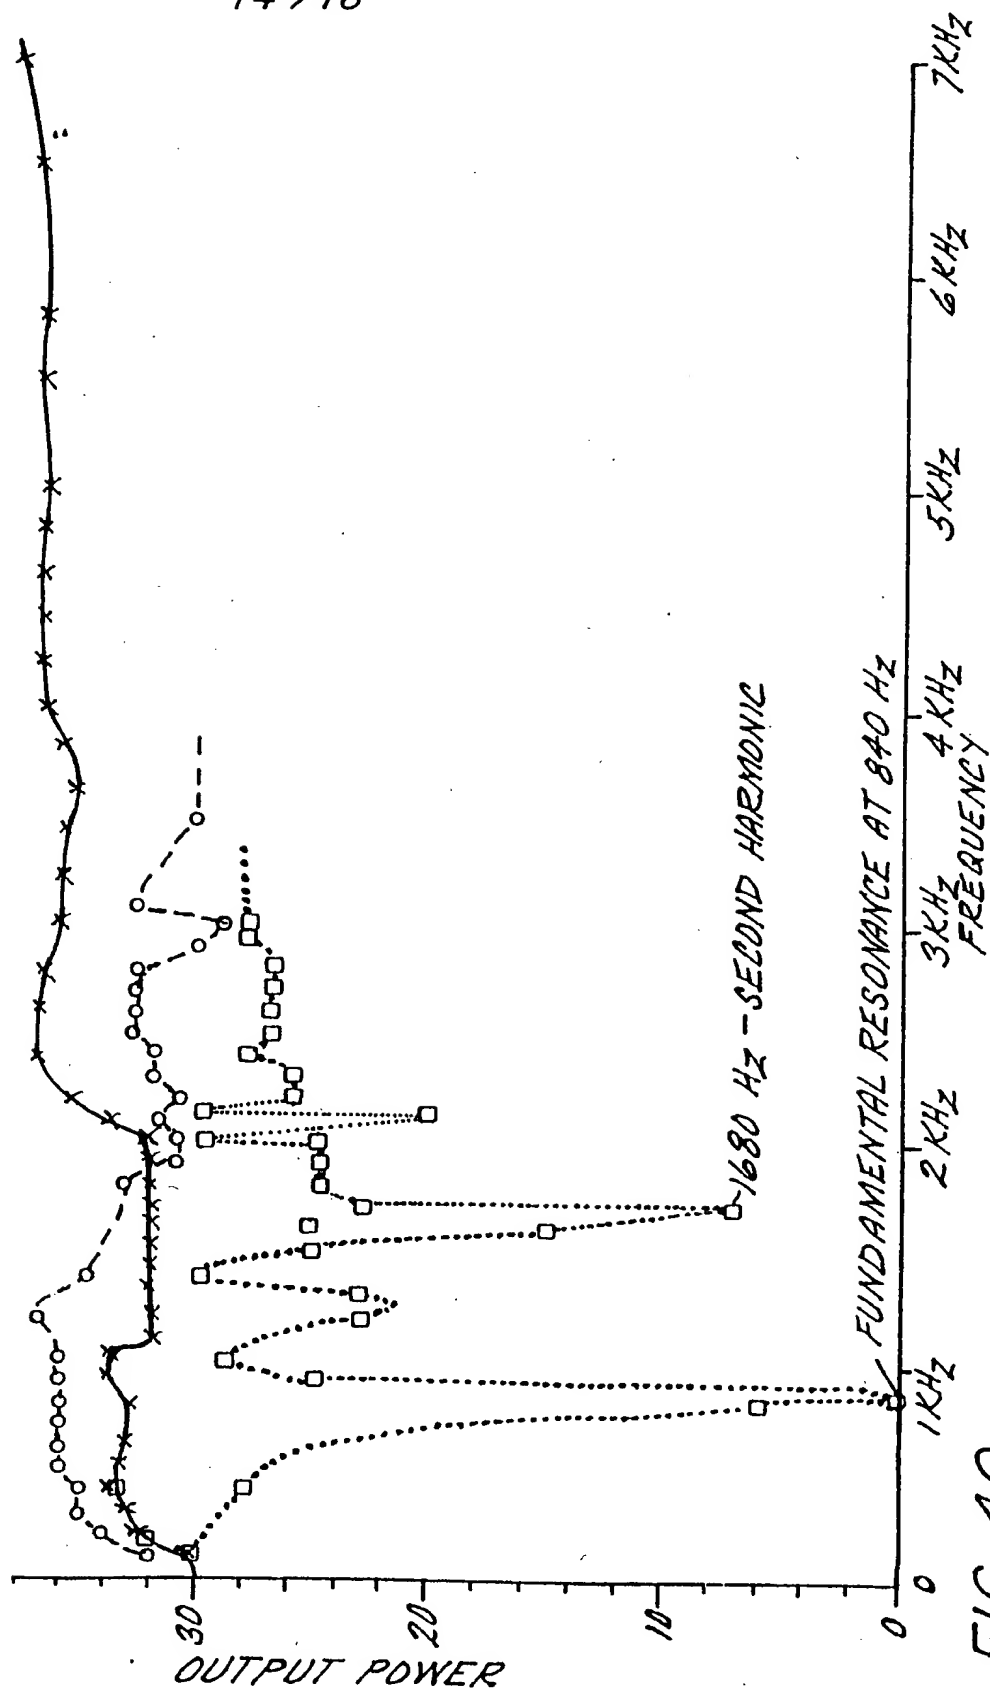 OUTPUT POWER
30
20
10
0
0
1KHz
2KHz
3KHz
4KHz
5KHz
6KHz
7KHz
FREQUENCY
1680 Hz - SECOND HARMONIC
FUNDAMENTAL RESONANCE AT 840 Hz